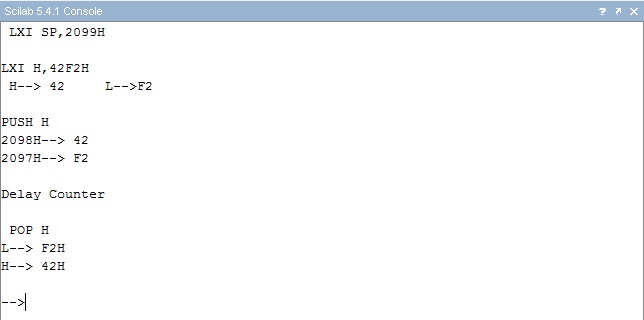 Scilab 5.4.1 Console
LXI SP,2099H
LXI H,42F2H
H--> 42     L-->F2
PUSH H
2098H--> 42
2097H--> F2
Delay Counter
POP H
L--> F2H
H--> 42H
-->